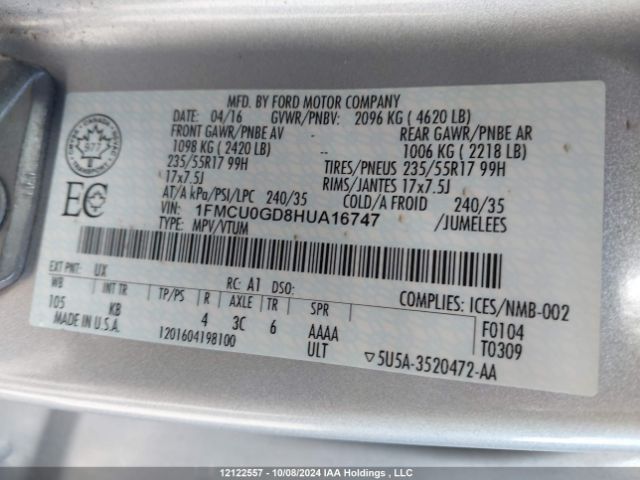 MFD. BY FORD MOTOR COMPANY
DATE: 04/16 GVWR/PNBV: 2096 KG ( 4620 LB)
FRONT GAWR/PNBE AV REAR GAWR/PNBE AR
1098 KG ( 2420 LB) -- 1006 KG ( 2218 LB)
235/55R17 99H TIRES/PNEUS 235/55R17 99H
17x7.5J RIMS/JANTES 17x7.5J
AT/A kPa/PSI/LPC 240/35 COLD/A FROID 240/35
VIN: 1FMCU0GD8HUA16747 /JUMELEES
TYPE: MPV/VTUM
CANADA
977
EC
EXT PNT: UX RC: A1 DSO: COMPLIES: ICES/NMB-002
WB INT TR TP/PS R AXLE TR SPR F0104
105 KB 4 3C 6 AAAA T0309
MADE IN U.S.A. 1201604198100 ULT ▽5U5A-3520472-AA
12122557 - 10/08/2024 IAA Holdings , LLC